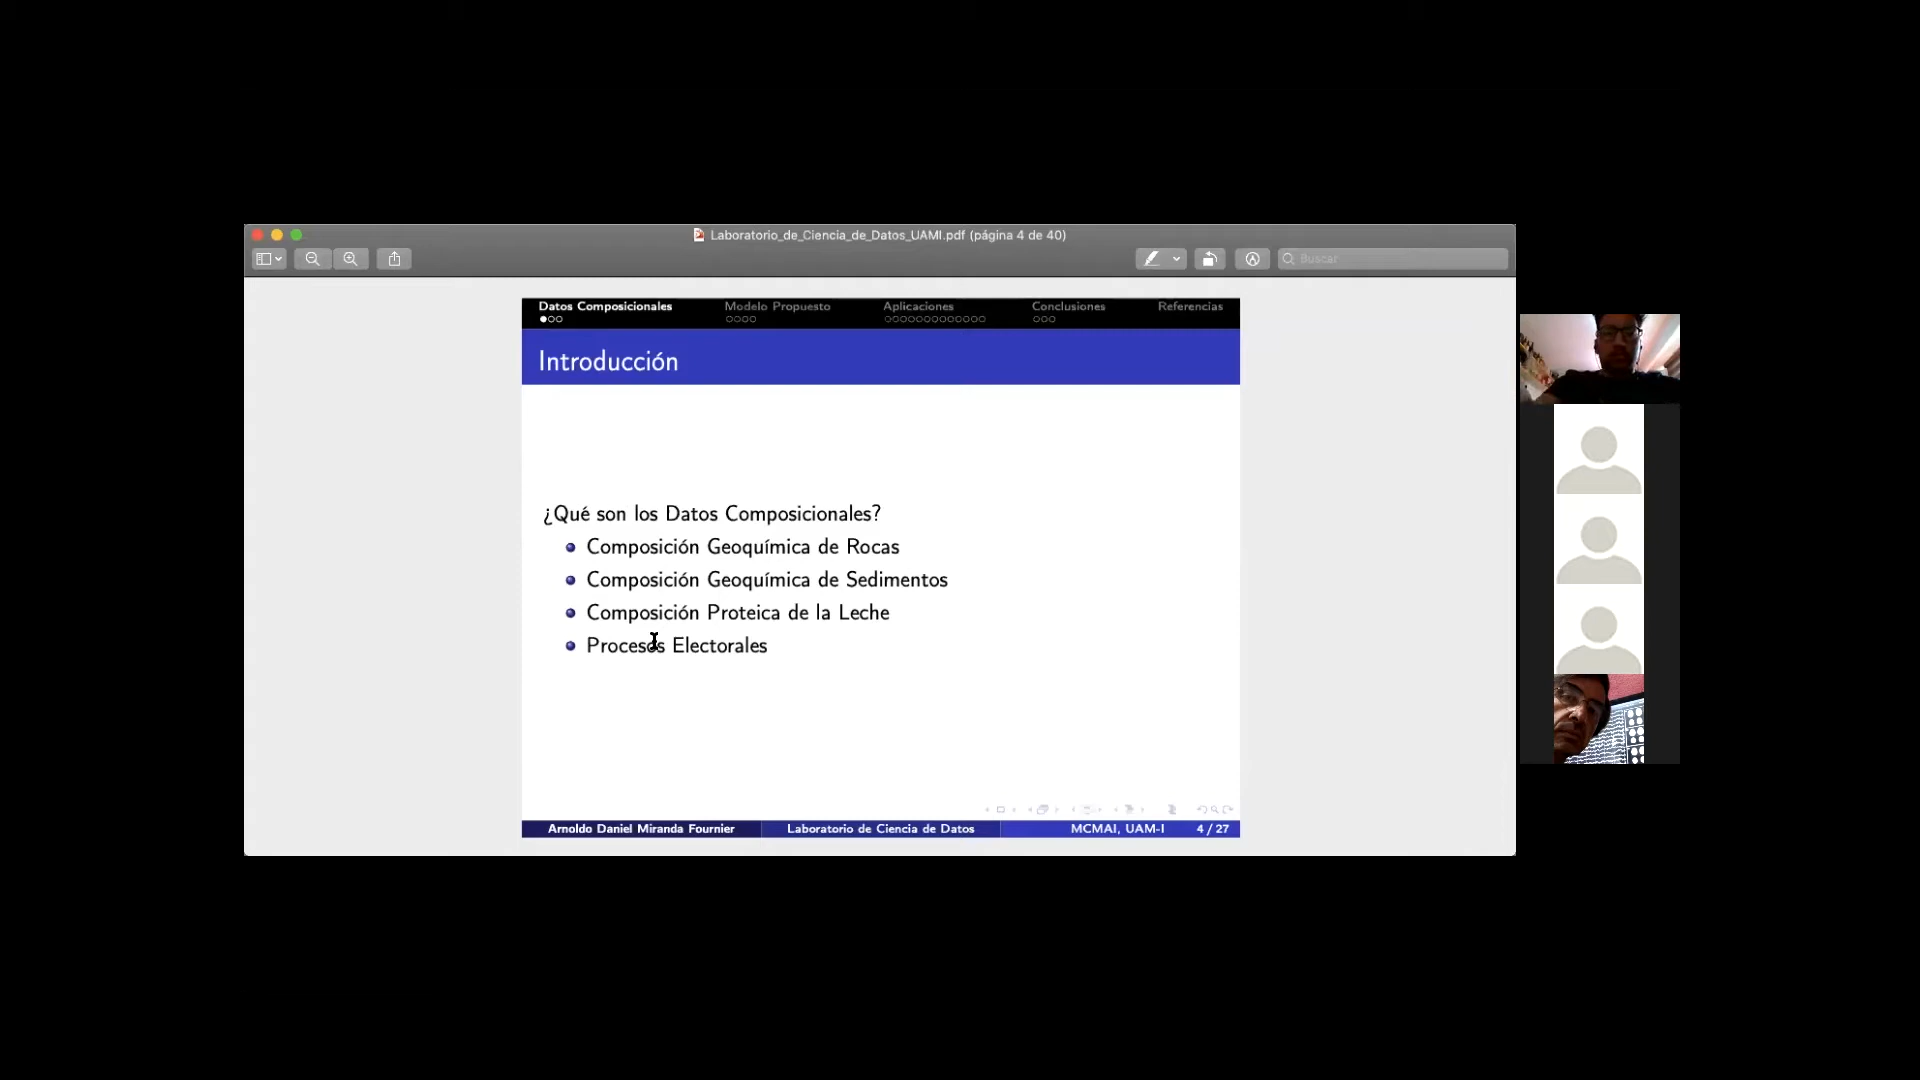 Laboratorio_de_Ciencia_de_Datos_UAMI.pdf (página 4 de 40)
Buscar
Datos Composicionales Modelo Propuesto Aplicaciones Conclusiones Referencias
Introducción
¿Qué son los Datos Composicionales?
Composición Geoquímica de Rocas
Composición Geoquímica de Sedimentos
Composición Proteica de la Leche
Procesos Electorales
Arnoldo Daniel Miranda Fournier Laboratorio de Ciencia de Datos MCMAI, UAM-I 4 / 27